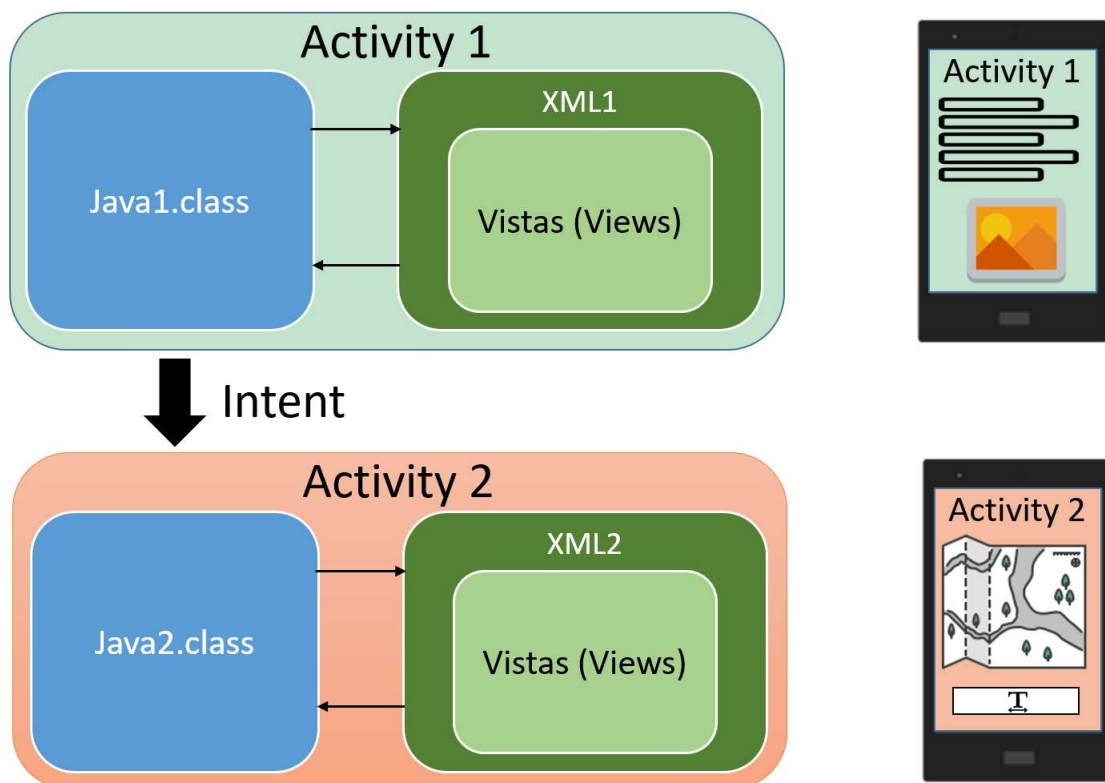 Activity 1
Java1.class
XML1
Vistas (Views)
Activity 1
Intent
Activity 2
Java2.class
XML2
Vistas (Views)
Activity 2
T